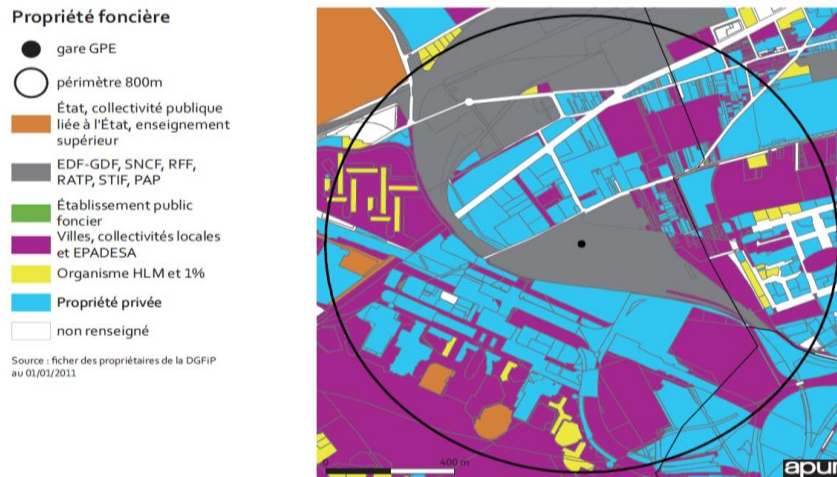 Propriété foncière
gare GPE
périmètre 800m
État, collectivité publique
liée à l'État, enseignement
supérieur
EDF-GDF, SNCF, RFF,
RATP, STIF, PAP
Établissement public
foncier
Villes, collectivités locales
et EPADESA
Organisme HLM et 1%
Propriété privée
non renseigné
Source : ficher des propriétaires de la DGFiP
au 01/01/2011
0 400 m
apur